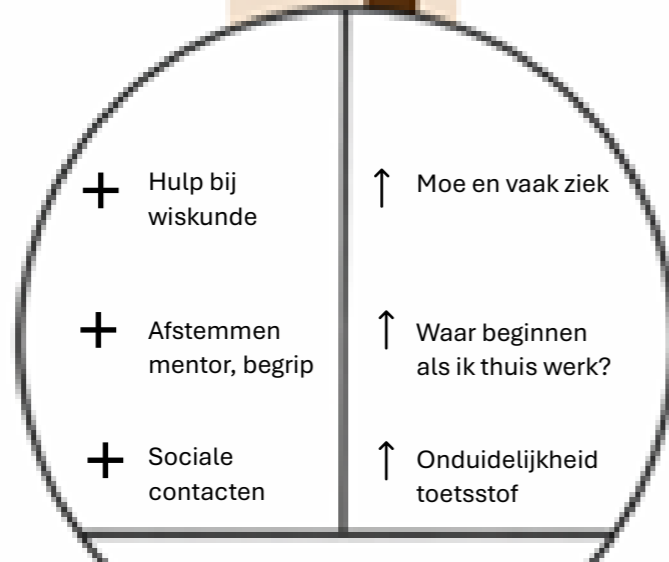 + Hulp bij
wiskunde
+ Afstemmen
mentor, begrip
+ Sociale
contacten
↑ Moe en vaak ziek
↑ Waar beginnen
als ik thuis werk?
↑ Onduidelijkheid
toetsstof